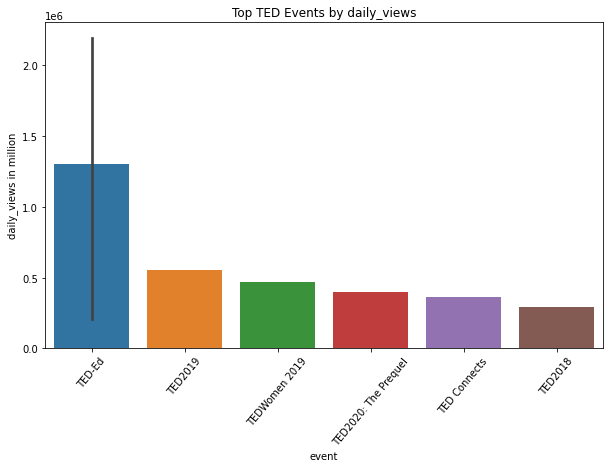 Top TED Events by daily_views
1e6
2.0
1.5
1.0
0.5
0.0
daily_views in million
TED-Ed
TED2019
TEDWomen 2019
TED2020: The Prequel
TED Connects
TED2018
event